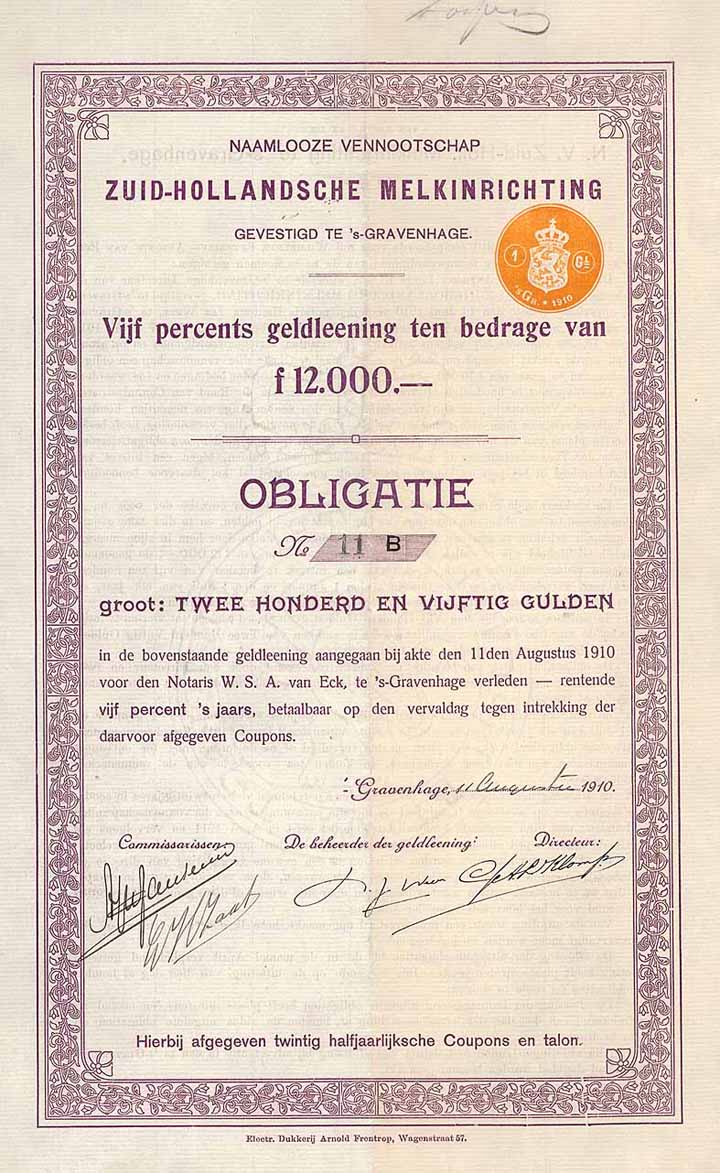 NAAMLOOZE VENNOOTSCHAP
ZUID-HOLLANDSCHE MELKINRICHTING
GEVESTIGD TE 's-GRAVENHAGE.
1 GL
'sGR. * 1910
Vijf percents geldleening ten bedrage van
f 12.000.—
OBLIGATIE
No 11 B
groot: TWEE HONDERD EN VIJFTIG GULDEN
in de bovenstaande geldleening aangegaan bij akte den 11den Augustus 1910
voor den Notaris W. S. A. van Eck, te 's-Gravenhage verleden — rentende
vijf percent 's jaars, betaalbaar op den vervaldag tegen intrekking der
daarvoor afgegeven Coupons.
's-Gravenhage, 11 Augustus 1910.
Commissarissen De beheerder der geldleening: Directeur:
Hierbij afgegeven twintig halfjaarlijksche Coupons en talon.
Electr. Dukkerij Arnold Frentrop, Wagenstraat 57.